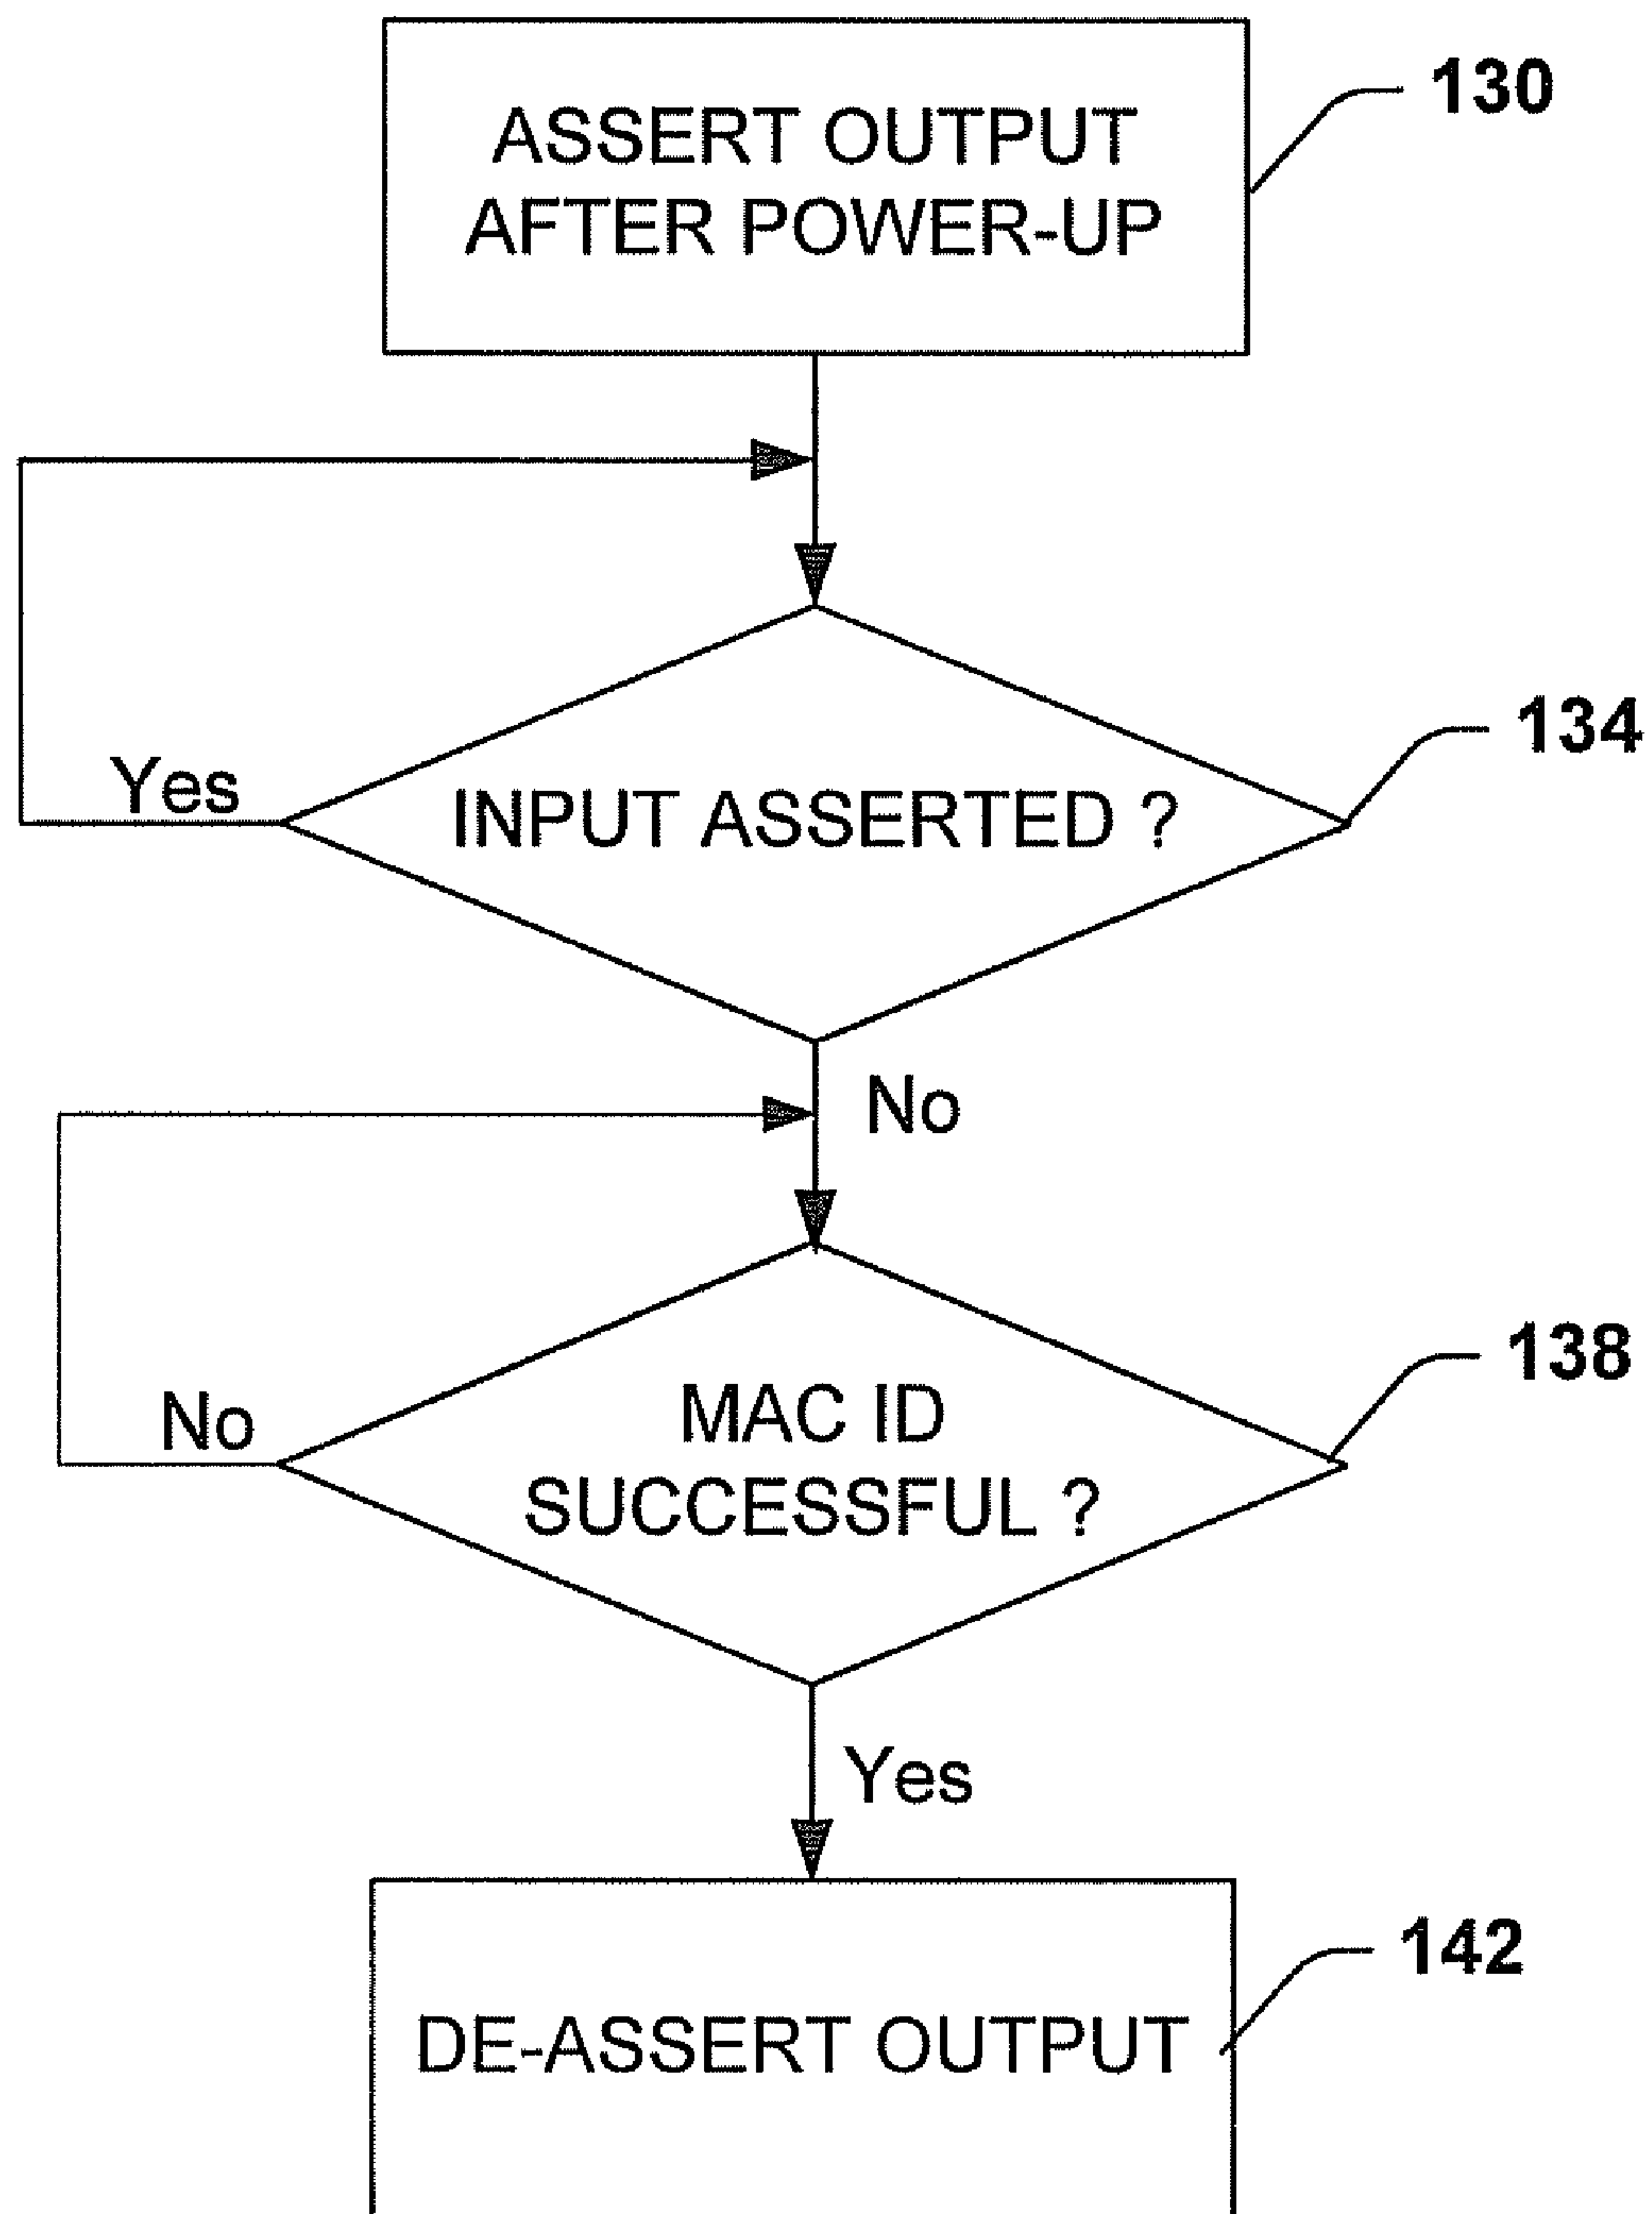 ASSERT OUTPUT
AFTER POWER-UP
130
INPUT ASSERTED ?
134
Yes
No
MAC ID
SUCCESSFUL ?
138
No
Yes
DE-ASSERT OUTPUT
142